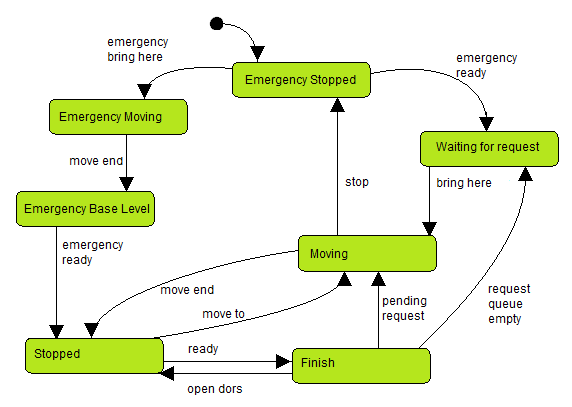 emergency
bring here
Emergency Stopped
emergency
ready
Emergency Moving
Waiting for request
move end
bring here
stop
Emergency Base Level
emergency
ready
Moving
move end
move to
pending
request
request
queue
empty
Stopped
ready
Finish
open dors